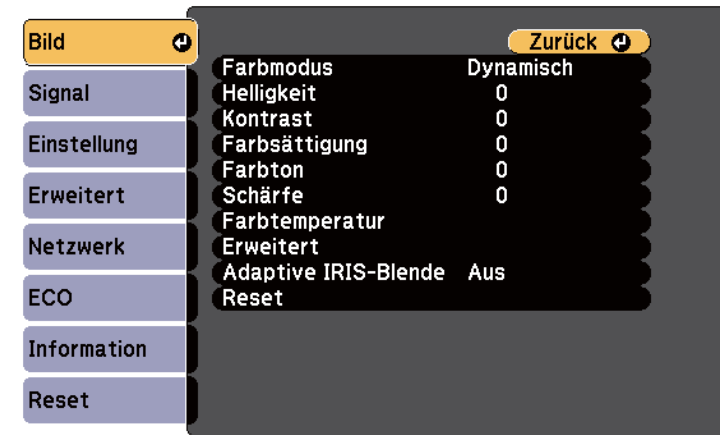 Bild
Signal
Einstellung
Erweitert
Netzwerk
ECO
Information
Reset
Zurück
Farbmodus Dynamisch
Helligkeit 0
Kontrast 0
Farbsättigung 0
Farbton 0
Schärfe 0
Farbtemperatur
Erweitert
Adaptive IRIS-Blende Aus
Reset